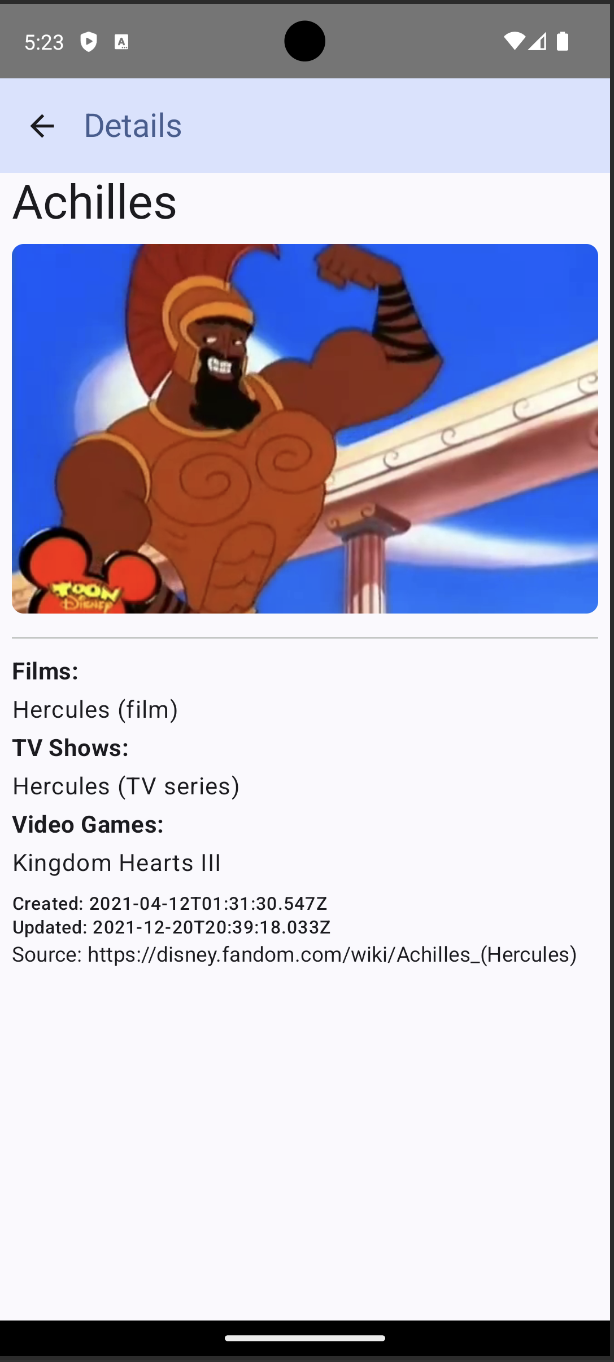 5:23
A
Details
Achilles
TOON
Disney
Films:
Hercules (film)
TV Shows:
Hercules (TV series)
Video Games:
Kingdom Hearts III
Created: 2021-04-12T01:31:30.547Z
Updated: 2021-12-20T20:39:18.033Z
Source: https://disney.fandom.com/wiki/Achilles_(Hercules)